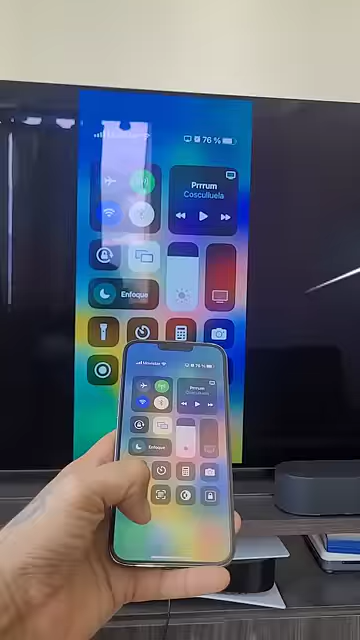 76 %
Prrrum
Cosculluela
Enfoque
Movistar
76 %
Prrrum
Cosculluela
Enfoque